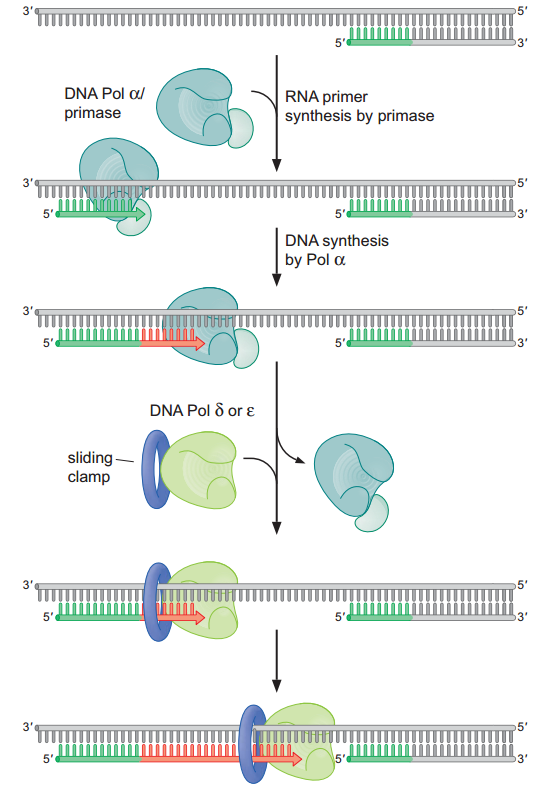 3′ 5′
5′ 3′
DNA Pol α/
primase
RNA primer
synthesis by primase
3′ 5′
5′ 3′
DNA synthesis
by Pol α
3′ 5′
5′ 5′ 3′
DNA Pol δ or ε
sliding
clamp
3′ 5′
5′ 5′ 3′
3′ 5′
5′ 5′ 3′